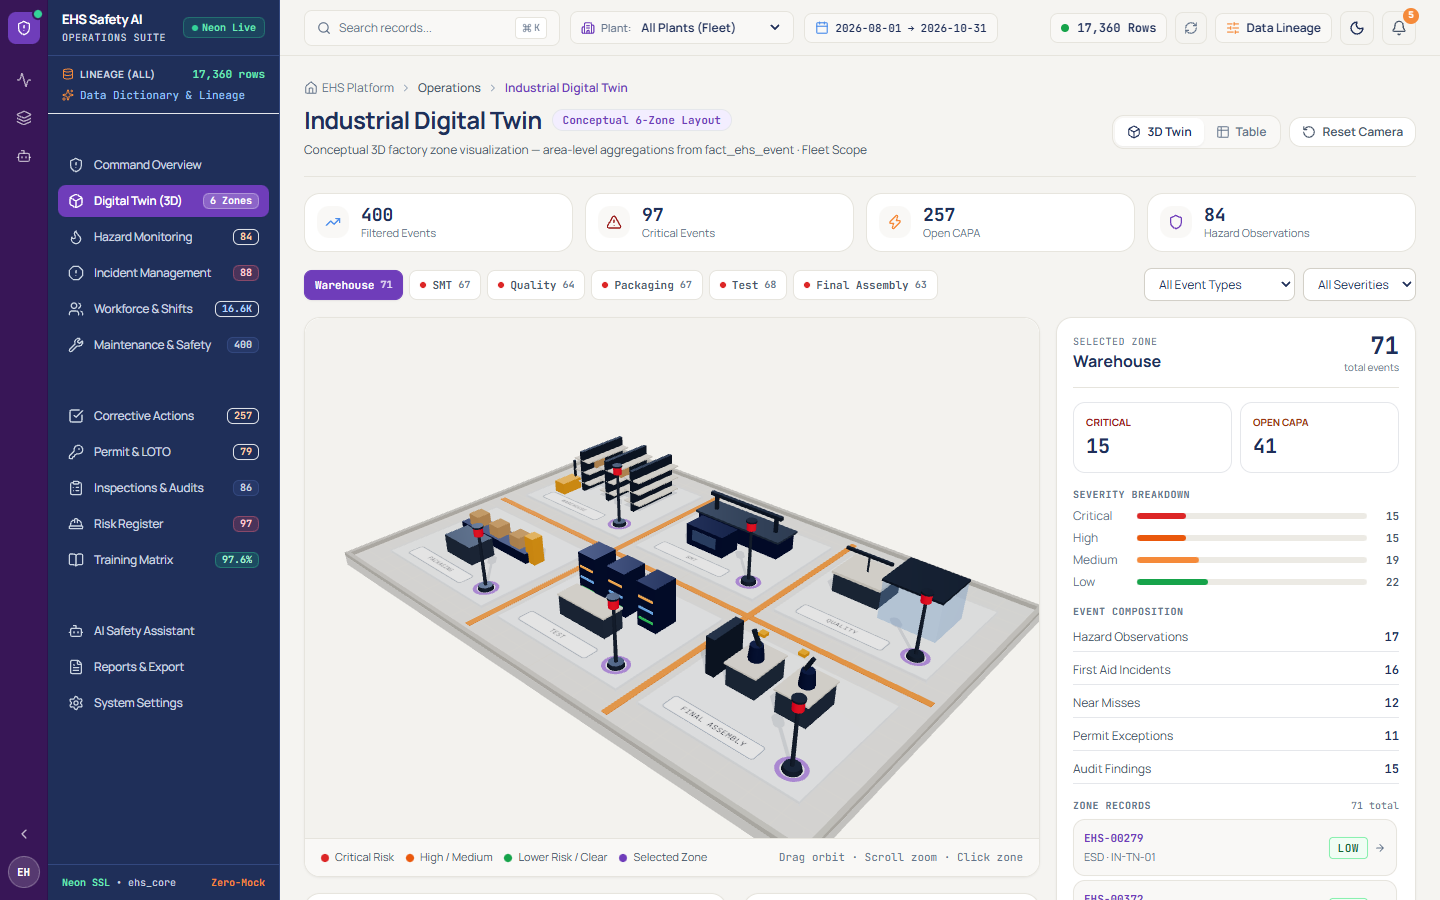 EHS Safety AI
OPERATIONS SUITE
Neon Live
LINEAGE (ALL)
17,360 rows
Data Dictionary & Lineage
Command Overview
Digital Twin (3D)
6 Zones
Hazard Monitoring
84
Incident Management
88
Workforce & Shifts
16.6K
Maintenance & Safety
400
Corrective Actions
257
Permit & LOTO
79
Inspections & Audits
86
Risk Register
97
Training Matrix
97.6%
AI Safety Assistant
Reports & Export
System Settings
EH
Neon SSL • ehs_core
Zero-Mock
Search records...
⌘K
Plant: All Plants (Fleet)
2026-08-01 → 2026-10-31
17,360 Rows
Data Lineage
5
EHS Platform > Operations > Industrial Digital Twin
Industrial Digital Twin
Conceptual 6-Zone Layout
Conceptual 3D factory zone visualization — area-level aggregations from fact_ehs_event · Fleet Scope
3D Twin
Table
Reset Camera
400
Filtered Events
97
Critical Events
257
Open CAPA
84
Hazard Observations
Warehouse 71
SMT 67
Quality 64
Packaging 67
Test 68
Final Assembly 63
All Event Types
All Severities
WAREHOUSE
PACKAGING
SMT
QUALITY
TEST
FINAL ASSEMBLY
Critical Risk
High / Medium
Lower Risk / Clear
Selected Zone
Drag orbit · Scroll zoom · Click zone
SELECTED ZONE
Warehouse
71
total events
CRITICAL
15
OPEN CAPA
41
SEVERITY BREAKDOWN
Critical 15
High 15
Medium 19
Low 22
EVENT COMPOSITION
Hazard Observations 17
First Aid Incidents 16
Near Misses 12
Permit Exceptions 11
Audit Findings 15
ZONE RECORDS
71 total
EHS-00279
ESD · IN-TN-01
LOW
EHS-00372